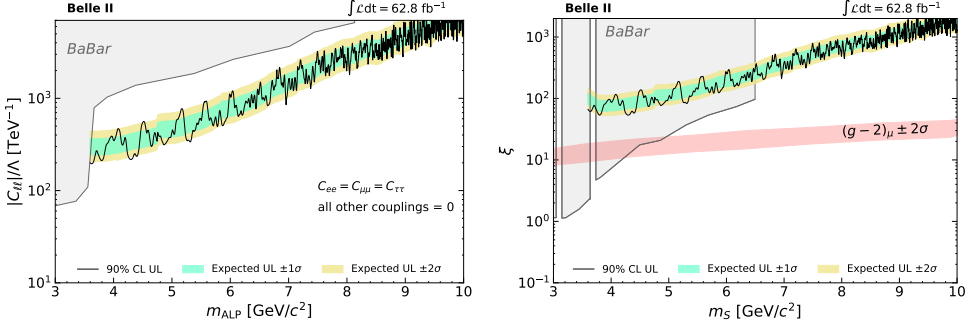 Belle II
∫ℒdt = 62.8 fb⁻¹
BaBar
|Cℓℓ|/Λ [TeV⁻¹]
10³
10²
10¹
C_ee = C_μμ = C_ττ
all other couplings = 0
90% CL UL
Expected UL ±1σ
Expected UL ±2σ
3 4 5 6 7 8 9 10
m_ALP [GeV/c²]
Belle II
∫ℒdt = 62.8 fb⁻¹
BaBar
ξ
10³
10²
10¹
10⁰
10⁻¹
(g − 2)_μ ± 2σ
90% CL UL
Expected UL ±1σ
Expected UL ±2σ
3 4 5 6 7 8 9 10
m_S [GeV/c²]